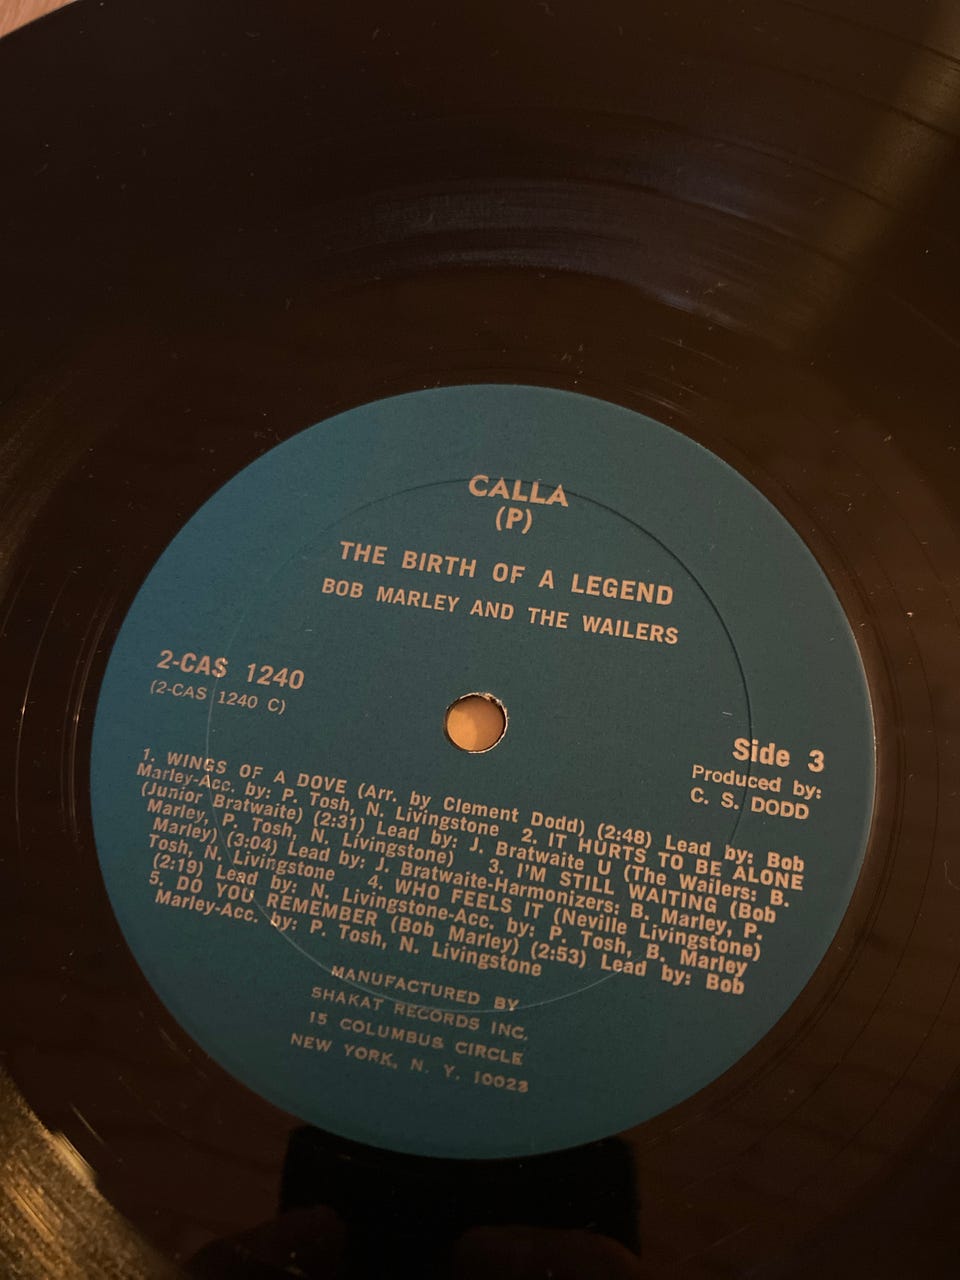 CALLA
(P)
THE BIRTH OF A LEGEND
BOB MARLEY AND THE WAILERS
2-CAS 1240
(2-CAS 1240 C)
Side 3
Produced by:
C. S. DODD
1. WINGS OF A DOVE (Arr. by Clement Dodd) (2:48) Lead by: Bob
Marley-Acc. by: P. Tosh, N. Livingstone 2. IT HURTS TO BE ALONE
(Junior Bratwaite) (2:31) Lead by: J. Bratwaite U (The Wailers: B.
Marley, P. Tosh, N. Livingstone) 3. I'M STILL WAITING (Bob
Marley) (3:04) Lead by: J. Bratwaite-Harmonizers: B. Marley, P.
Tosh, N. Livingstone 4. WHO FEELS IT (Neville Livingstone)
(2:19) Lead by: N. Livingstone-Acc. by: P. Tosh, B. Marley
5. DO YOU REMEMBER (Bob Marley) (2:53) Lead by: Bob
Marley-Acc. by: P. Tosh, N. Livingstone
MANUFACTURED BY
SHAKAT RECORDS INC.
15 COLUMBUS CIRCLE
NEW YORK, N. Y. 10023